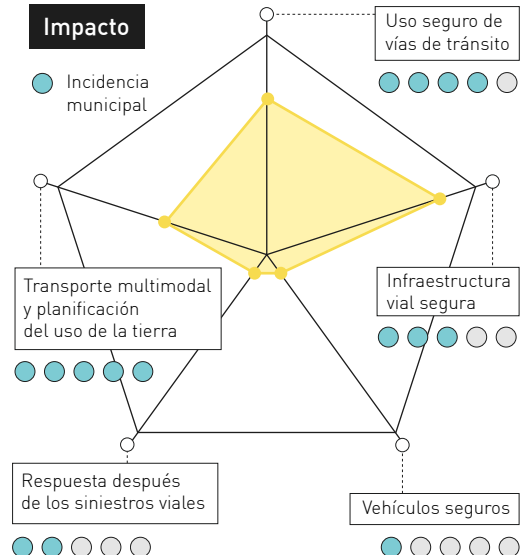 Impacto
Incidencia
municipal
Uso seguro de
vías de tránsito
Transporte multimodal
y planificación
del uso de la tierra
Infraestructura
vial segura
Respuesta después
de los siniestros viales
Vehículos seguros